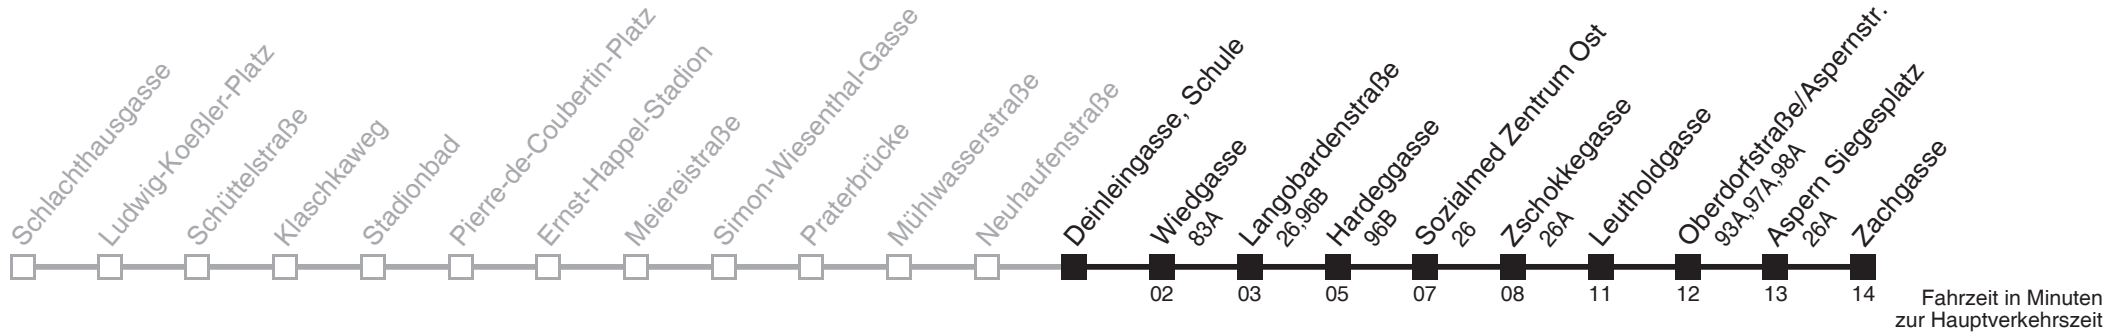 Schlachthausgasse
Ludwig-Koeßler-Platz
Schüttelstraße
Klaschkaweg
Stadionbad
Pierre-de-Coubertin-Platz
Ernst-Happel-Stadion
Meiereistraße
Simon-Wiesenthal-Gasse
Praterbrücke
Mühlwasserstraße
Neuhaufenstraße
Deinleingasse, Schule
Wiedgasse
83A
Langobardenstraße
26,96B
Hardeggasse
96B
Sozialmed Zentrum Ost
26
Zschokkegasse
26A
Leutholdgasse
Oberdorfstraße/Aspernstr.
93A,97A,98A
Aspern Siegesplatz
26A
Zachgasse
02
03
05
07
08
11
12
13
14
Fahrzeit in Minuten
zur Hauptverkehrszeit